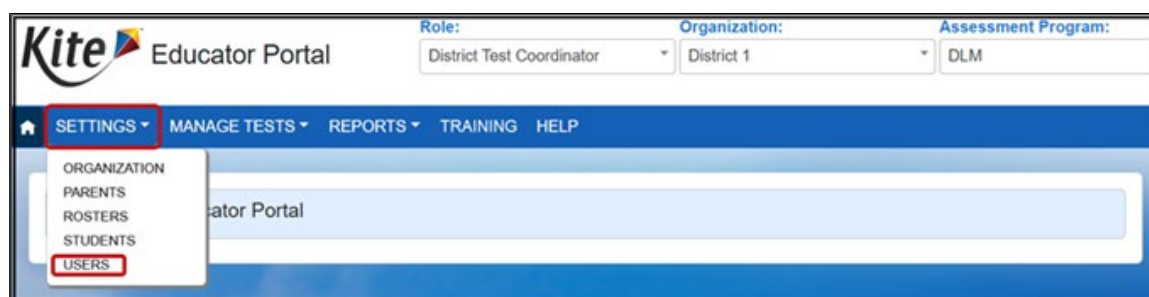 Kite Educator Portal
Role:
District Test Coordinator
Organization:
District 1
Assessment Program:
DLM
SETTINGS MANAGE TESTS REPORTS TRAINING HELP
ORGANIZATION
PARENTS
ROSTERS
STUDENTS
USERS
Portal